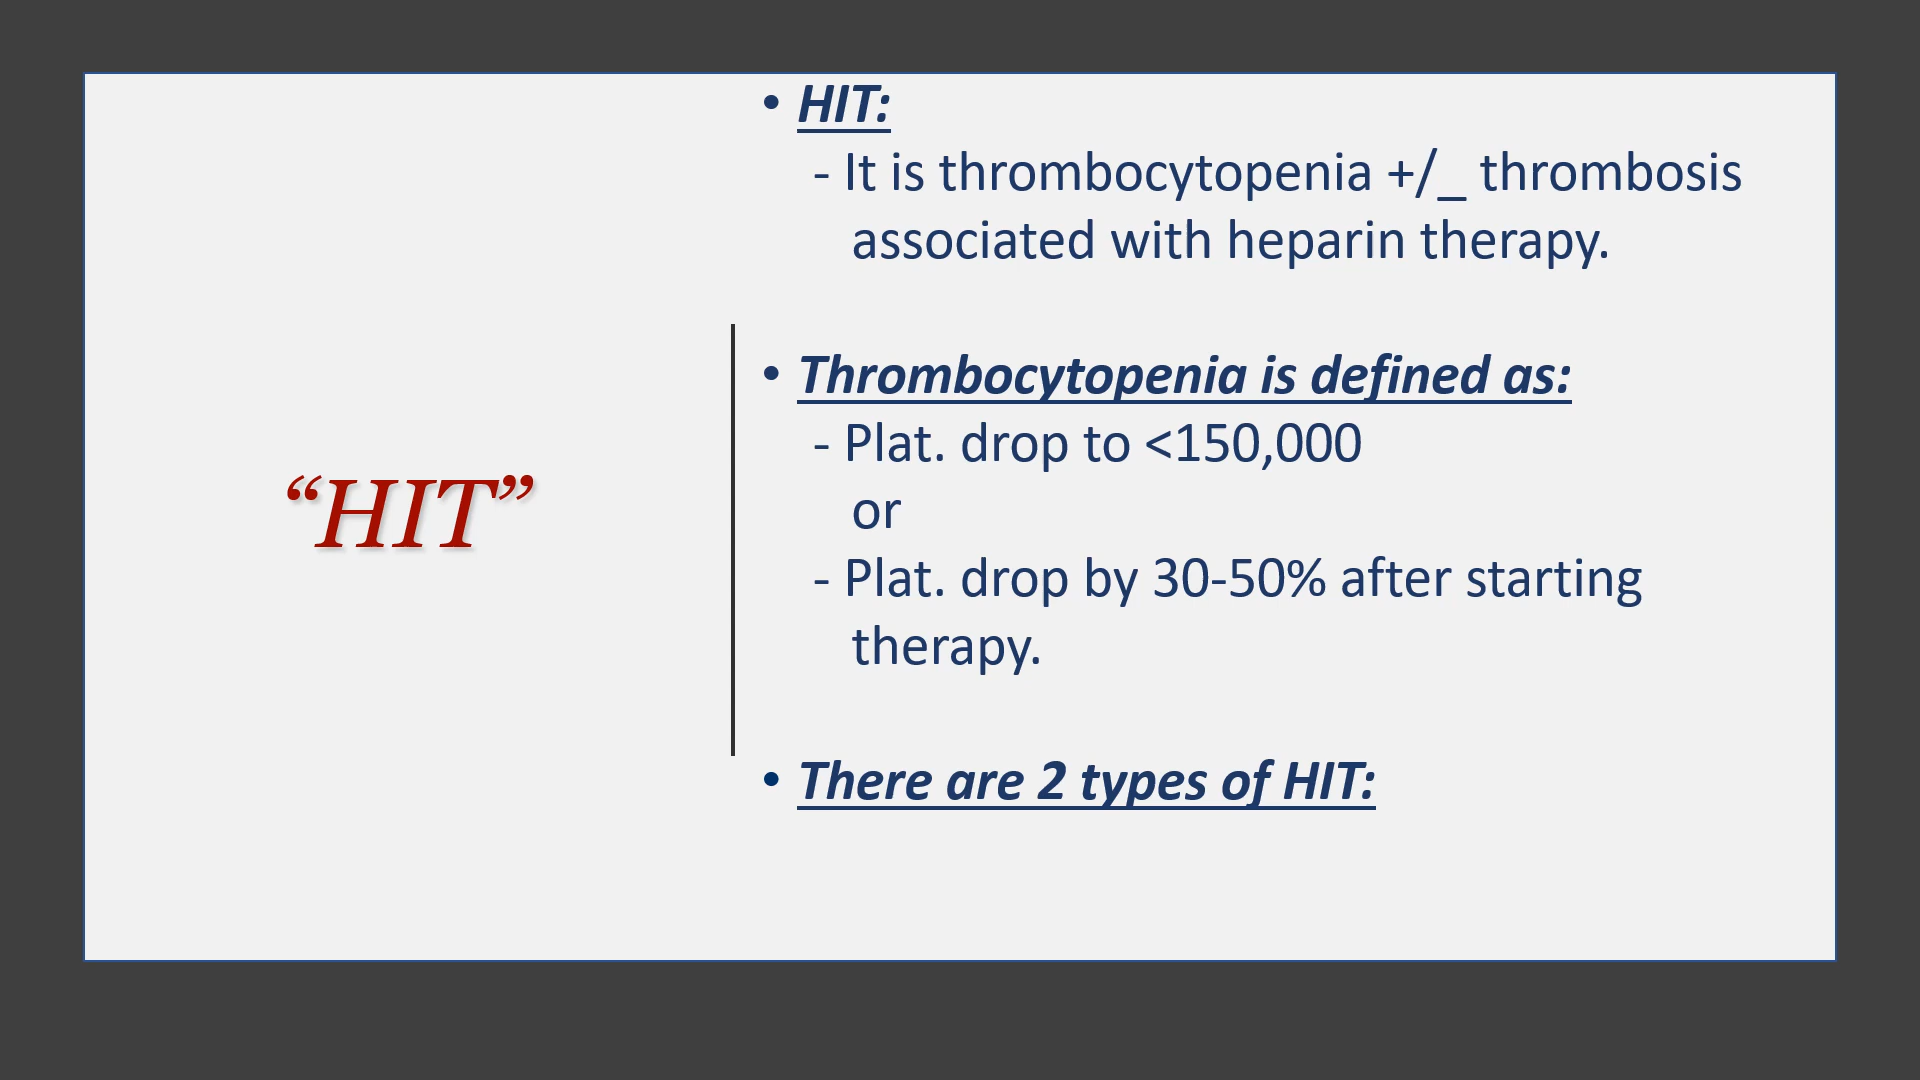 “HIT”
• HIT:
- It is thrombocytopenia +/_ thrombosis
associated with heparin therapy.
• Thrombocytopenia is defined as:
- Plat. drop to <150,000
or
- Plat. drop by 30-50% after starting
therapy.
• There are 2 types of HIT: